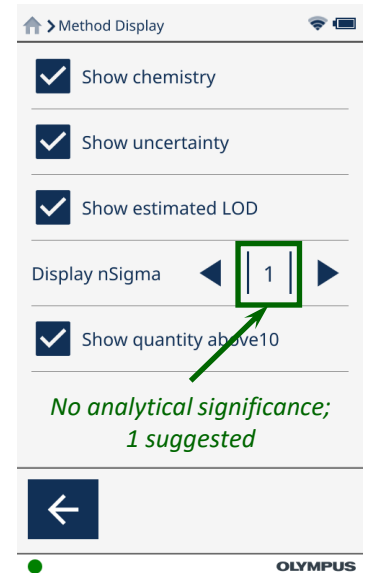 Method Display
Show chemistry
Show uncertainty
Show estimated LOD
Display nSigma 1
Show quantity above10
No analytical significance;
1 suggested
OLYMPUS